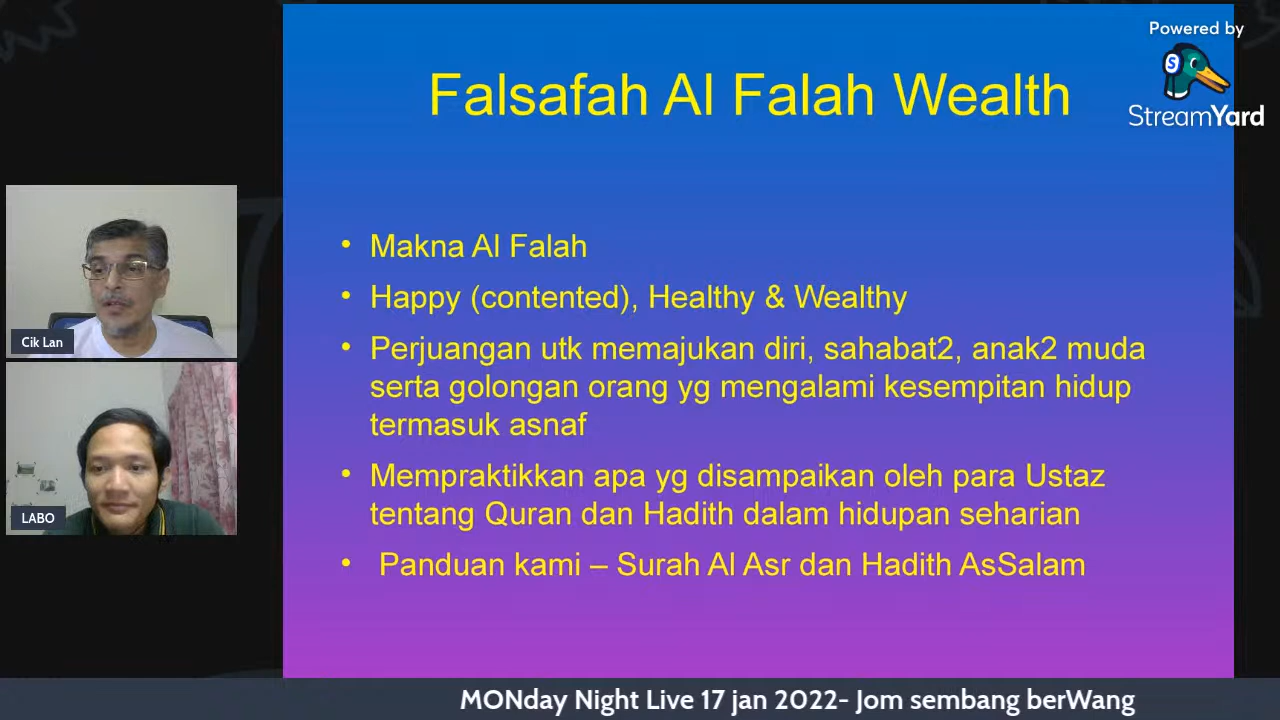 Powered by
StreamYard
Falsafah Al Falah Wealth
• Makna Al Falah
• Happy (contented), Healthy & Wealthy
• Perjuangan utk memajukan diri, sahabat2, anak2 muda
serta golongan orang yg mengalami kesempitan hidup
termasuk asnaf
• Mempraktikkan apa yg disampaikan oleh para Ustaz
tentang Quran dan Hadith dalam hidupan seharian
• Panduan kami – Surah Al Asr dan Hadith AsSalam
Cik Lan
LABO
MONday Night Live 17 jan 2022- Jom sembang berWang